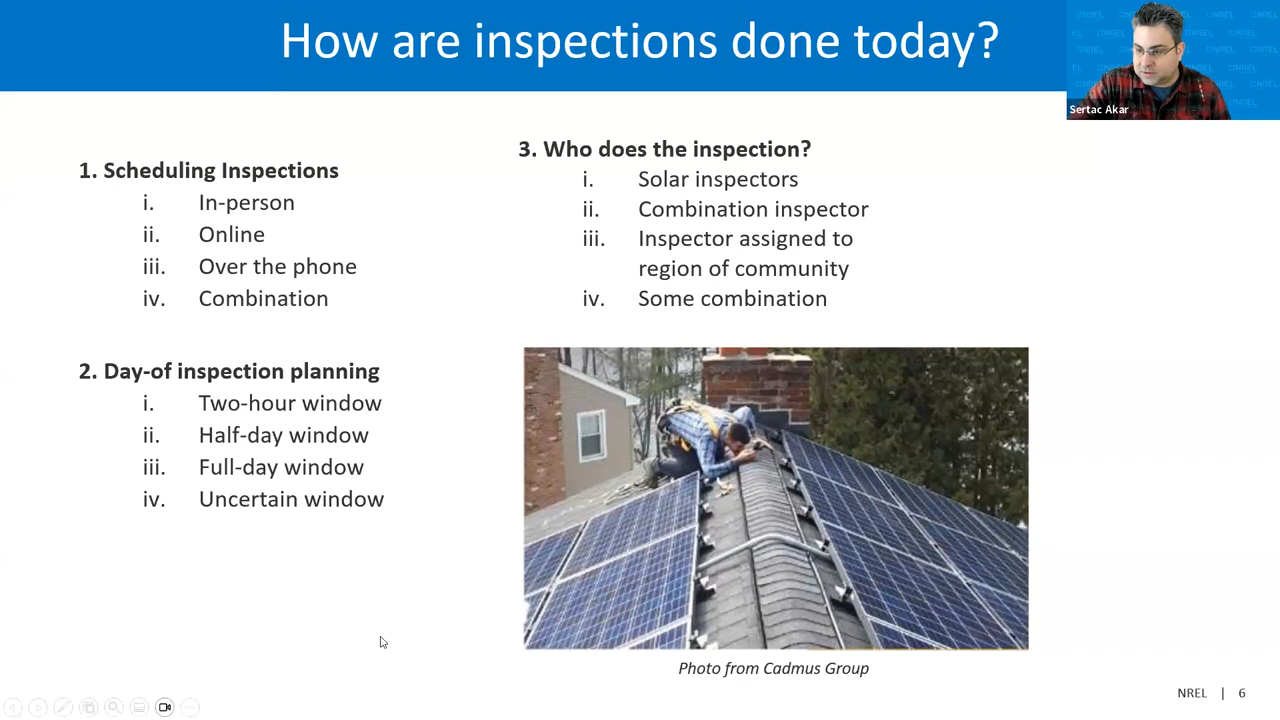 How are inspections done today?
Sertac Akar
1. Scheduling Inspections
i. In-person
ii. Online
iii. Over the phone
iv. Combination
2. Day-of inspection planning
i. Two-hour window
ii. Half-day window
iii. Full-day window
iv. Uncertain window
3. Who does the inspection?
i. Solar inspectors
ii. Combination inspector
iii. Inspector assigned to
region of community
iv. Some combination
Photo from Cadmus Group
NREL | 6